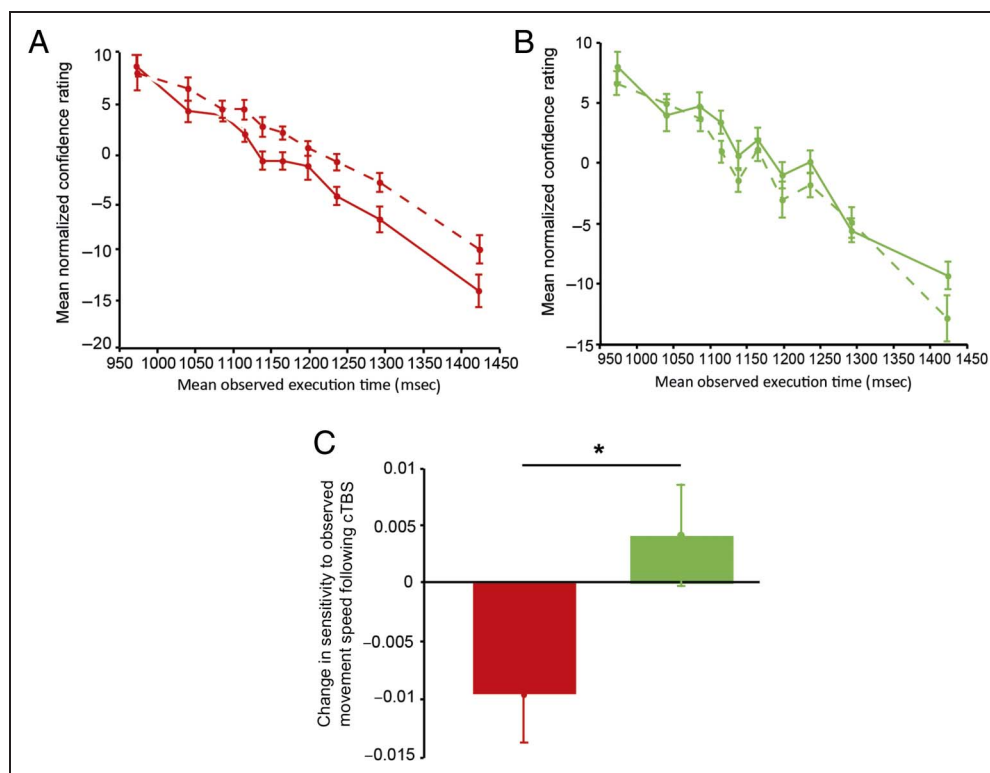 A
Mean normalized confidence rating
10
5
0
−5
−10
−15
−20
950 1000 1050 1100 1150 1200 1250 1300 1350 1400 1450
Mean observed execution time (msec)
B
Mean normalized confidence rating
10
5
0
−5
−10
−15
950 1000 1050 1100 1150 1200 1250 1300 1350 1400 1450
Mean observed execution time (msec)
C
Change in sensitivity to observed
movement speed following cTBS
0.01
0.005
0
−0.005
−0.01
−0.015
*